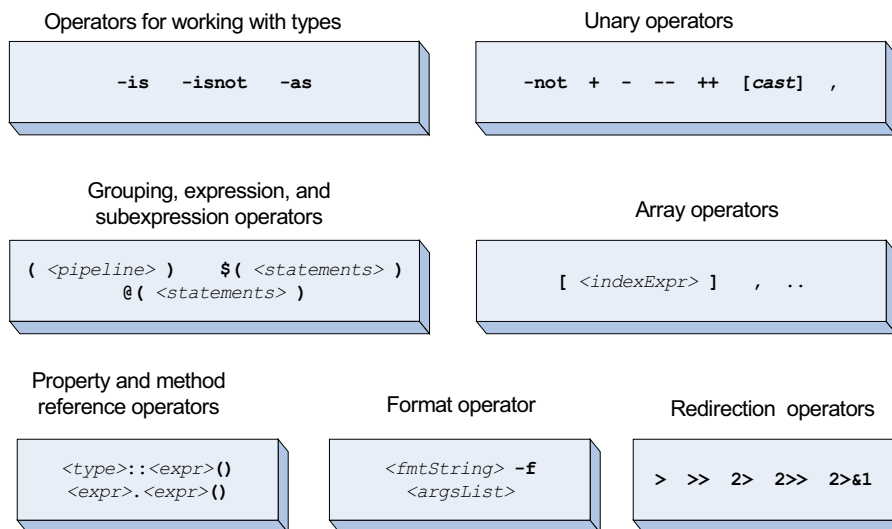 Operators for working with types
-is -isnot -as
Unary operators
-not + - -- ++ [cast] ,
Grouping, expression, and
subexpression operators
( <pipeline> ) $( <statements> )
@( <statements> )
Array operators
[ <indexExpr> ] , ..
Property and method
reference operators
<type>::<expr>()
<expr>.<expr>()
Format operator
<fmtString> -f
<argsList>
Redirection operators
> >> 2> 2>> 2>&1